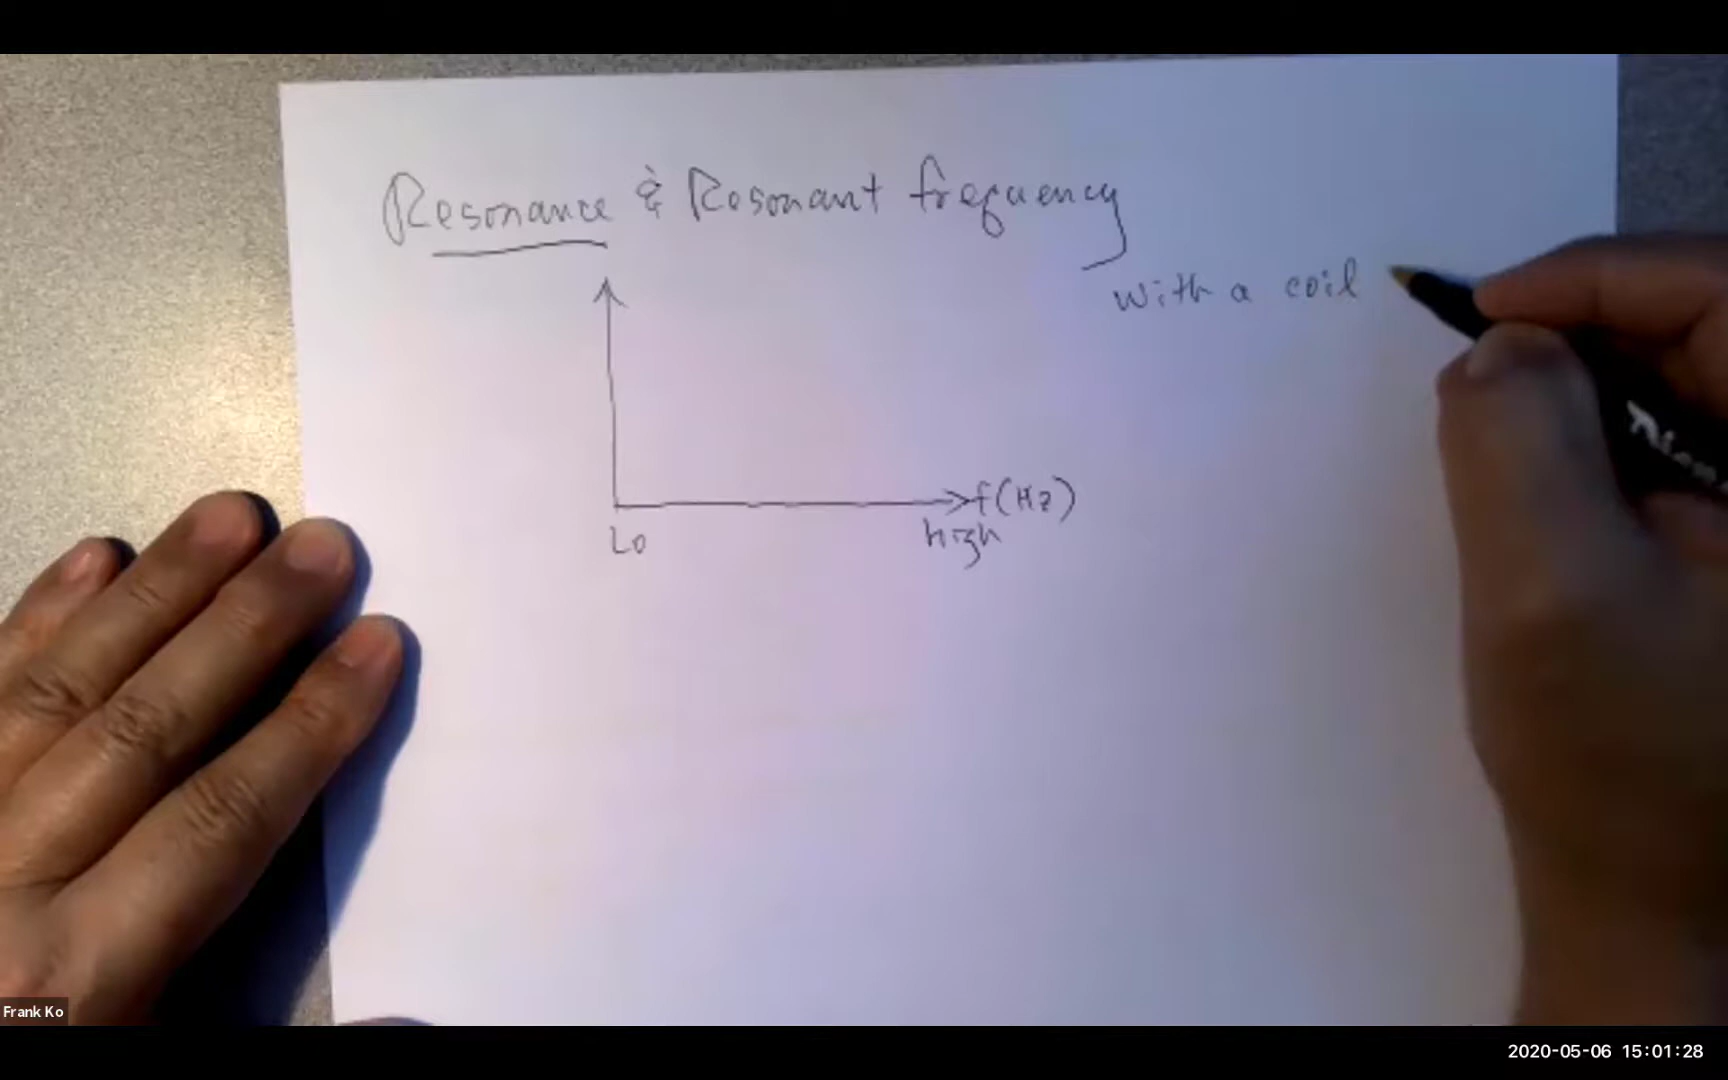 Resonance & Resonant frequency
with a coil
f(Hz)
Lo
high
Frank Ko
2020-05-06 15:01:28